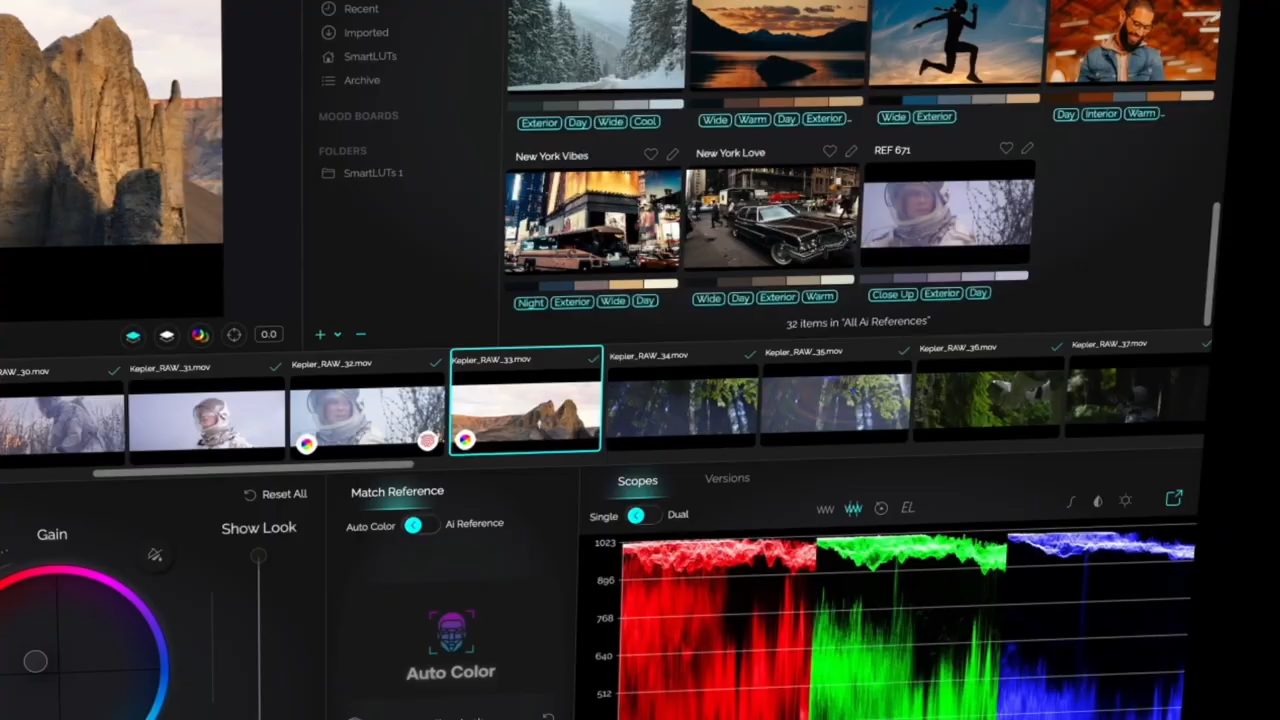 Recent
Imported
SmartLUTs
Archive
MOOD BOARDS
FOLDERS
SmartLUTs 1
Exterior Day Wide Cool
Wide Warm Day Exterior..
Wide Exterior
Day Interior Warm..
New York Vibes
New York Love
REF 671
Night Exterior Wide Day
Wide Day Exterior Warm
Close Up Exterior Day
32 items in "All Ai References"
0.0
RAW_30.mov
Kepler_RAW_31.mov
Kepler_RAW_32.mov
Kepler_RAW_33.mov
Kepler_RAW_34.mov
Kepler_RAW_35.mov
Kepler_RAW_36.mov
Kepler_RAW_37.mov
Reset All
Gain
Show Look
Match Reference
Auto Color
Ai Reference
Auto Color
Scopes
Versions
Single
Dual
EL
1023
896
768
640
512